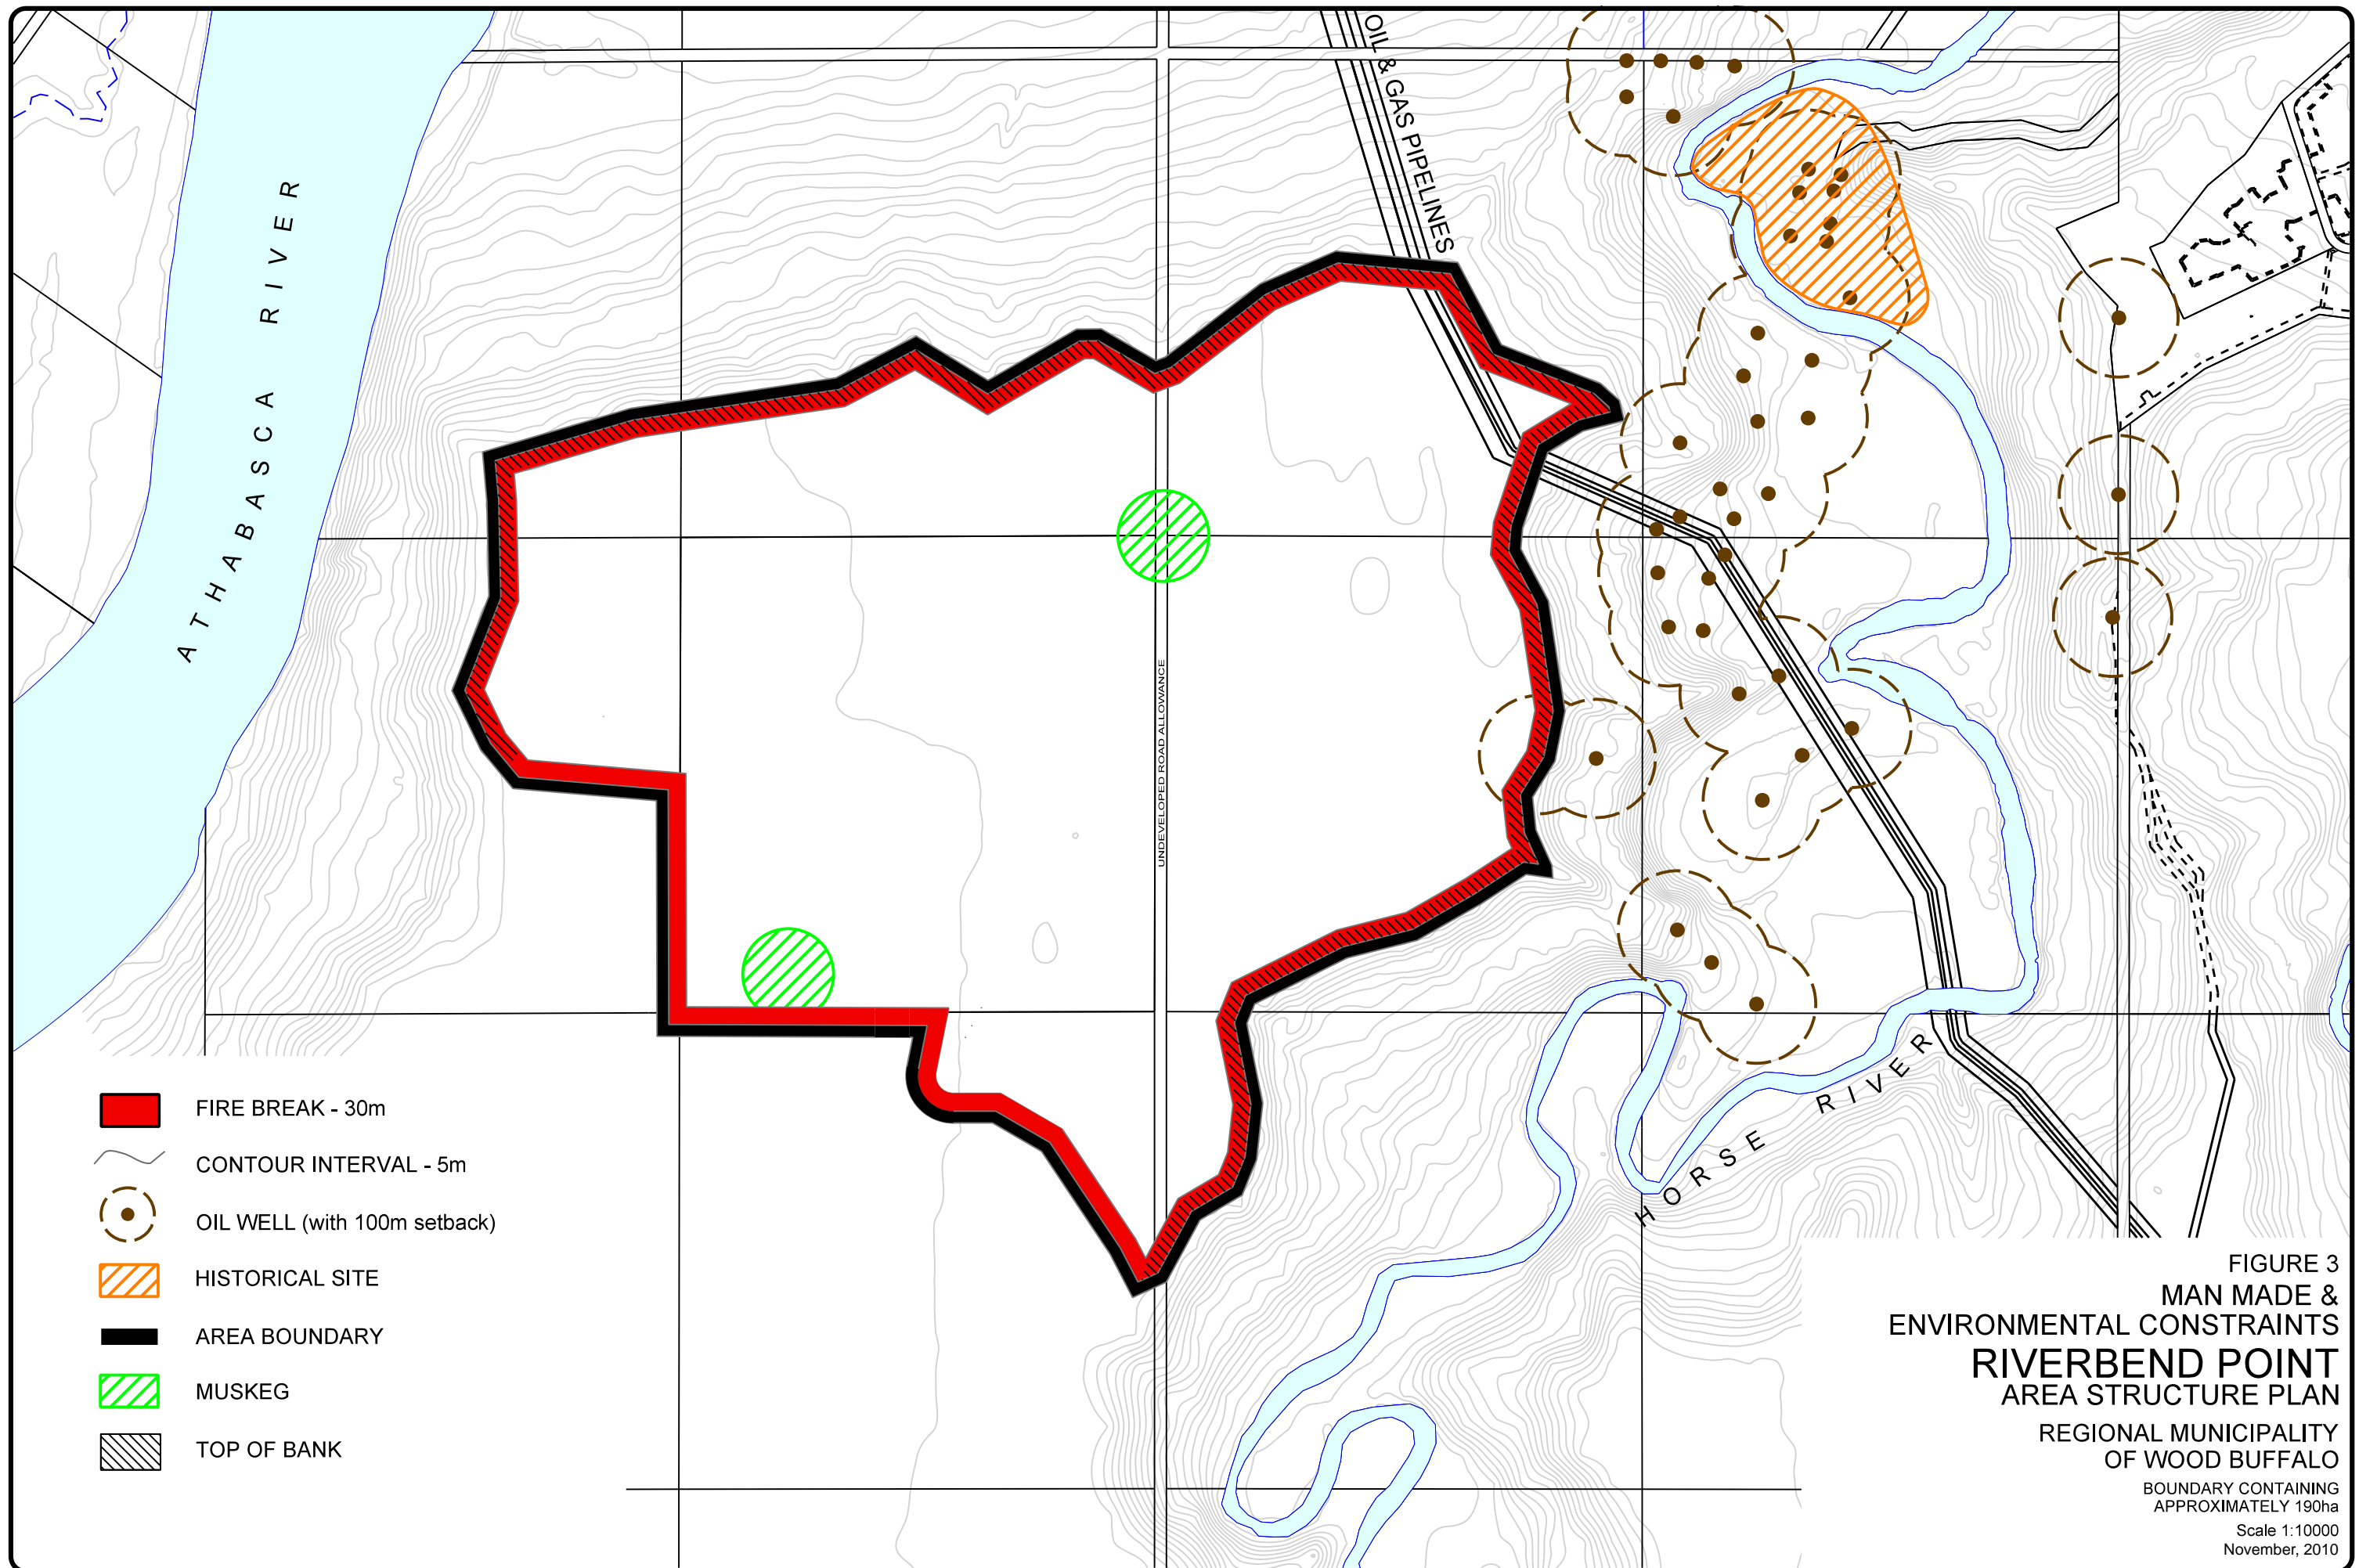 OIL & GAS PIPELINES
ATHABASCA RIVER
UNDEVELOPED ROAD ALLOWANCE
HORSE RIVER
FIRE BREAK - 30m
CONTOUR INTERVAL - 5m
OIL WELL (with 100m setback)
HISTORICAL SITE
AREA BOUNDARY
MUSKEG
TOP OF BANK
FIGURE 3
MAN MADE &
ENVIRONMENTAL CONSTRAINTS
RIVERBEND POINT
AREA STRUCTURE PLAN
REGIONAL MUNICIPALITY
OF WOOD BUFFALO
BOUNDARY CONTAINING
APPROXIMATELY 190ha
Scale 1:10000
November, 2010